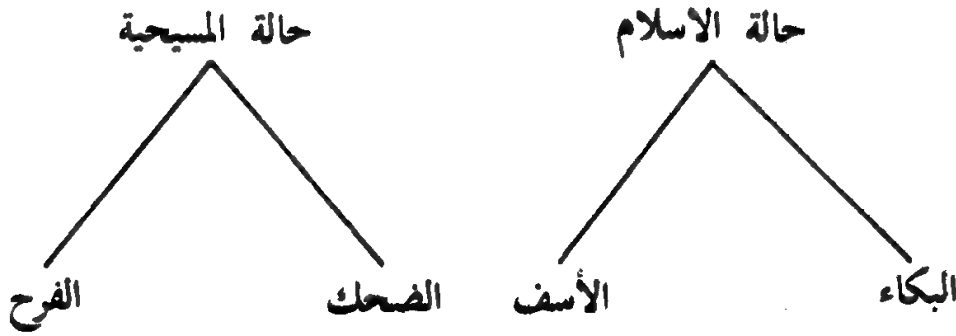 حالة الاسلام
حالة المسيحية
البكاء
الأسف
الضحك
الفرح